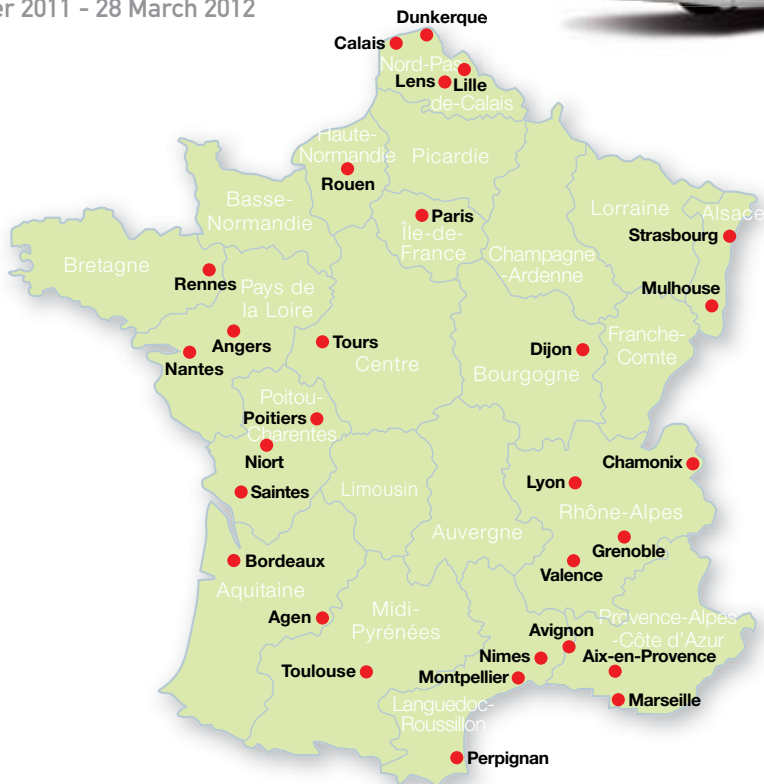 er 2011 - 28 March 2012
Dunkerque
Calais
Nord-Pas
Lens
Lille
de-Calais
Haute-
Normandie
Picardie
Rouen
Basse-
Normandie
Paris
Île-de-
France
Lorraine
Alsace
Strasbourg
Champagne
-Ardenne
Bretagne
Rennes
Pays de
la Loire
Mulhouse
Angers
Nantes
Tours
Centre
Dijon
Bourgogne
Franche-
Comte
Poitou-
Poitiers
Charentes
Niort
Saintes
Limousin
Auvergne
Lyon
Chamonix
Rhône-Alpes
Grenoble
Valence
Bordeaux
Aquitaine
Agen
Midi-
Pyrénées
Toulouse
Provence-Alpes
-Côte d'Azur
Avignon
Nimes
Aix-en-Provence
Montpellier
Marseille
Languedoc-
Roussillon
Perpignan